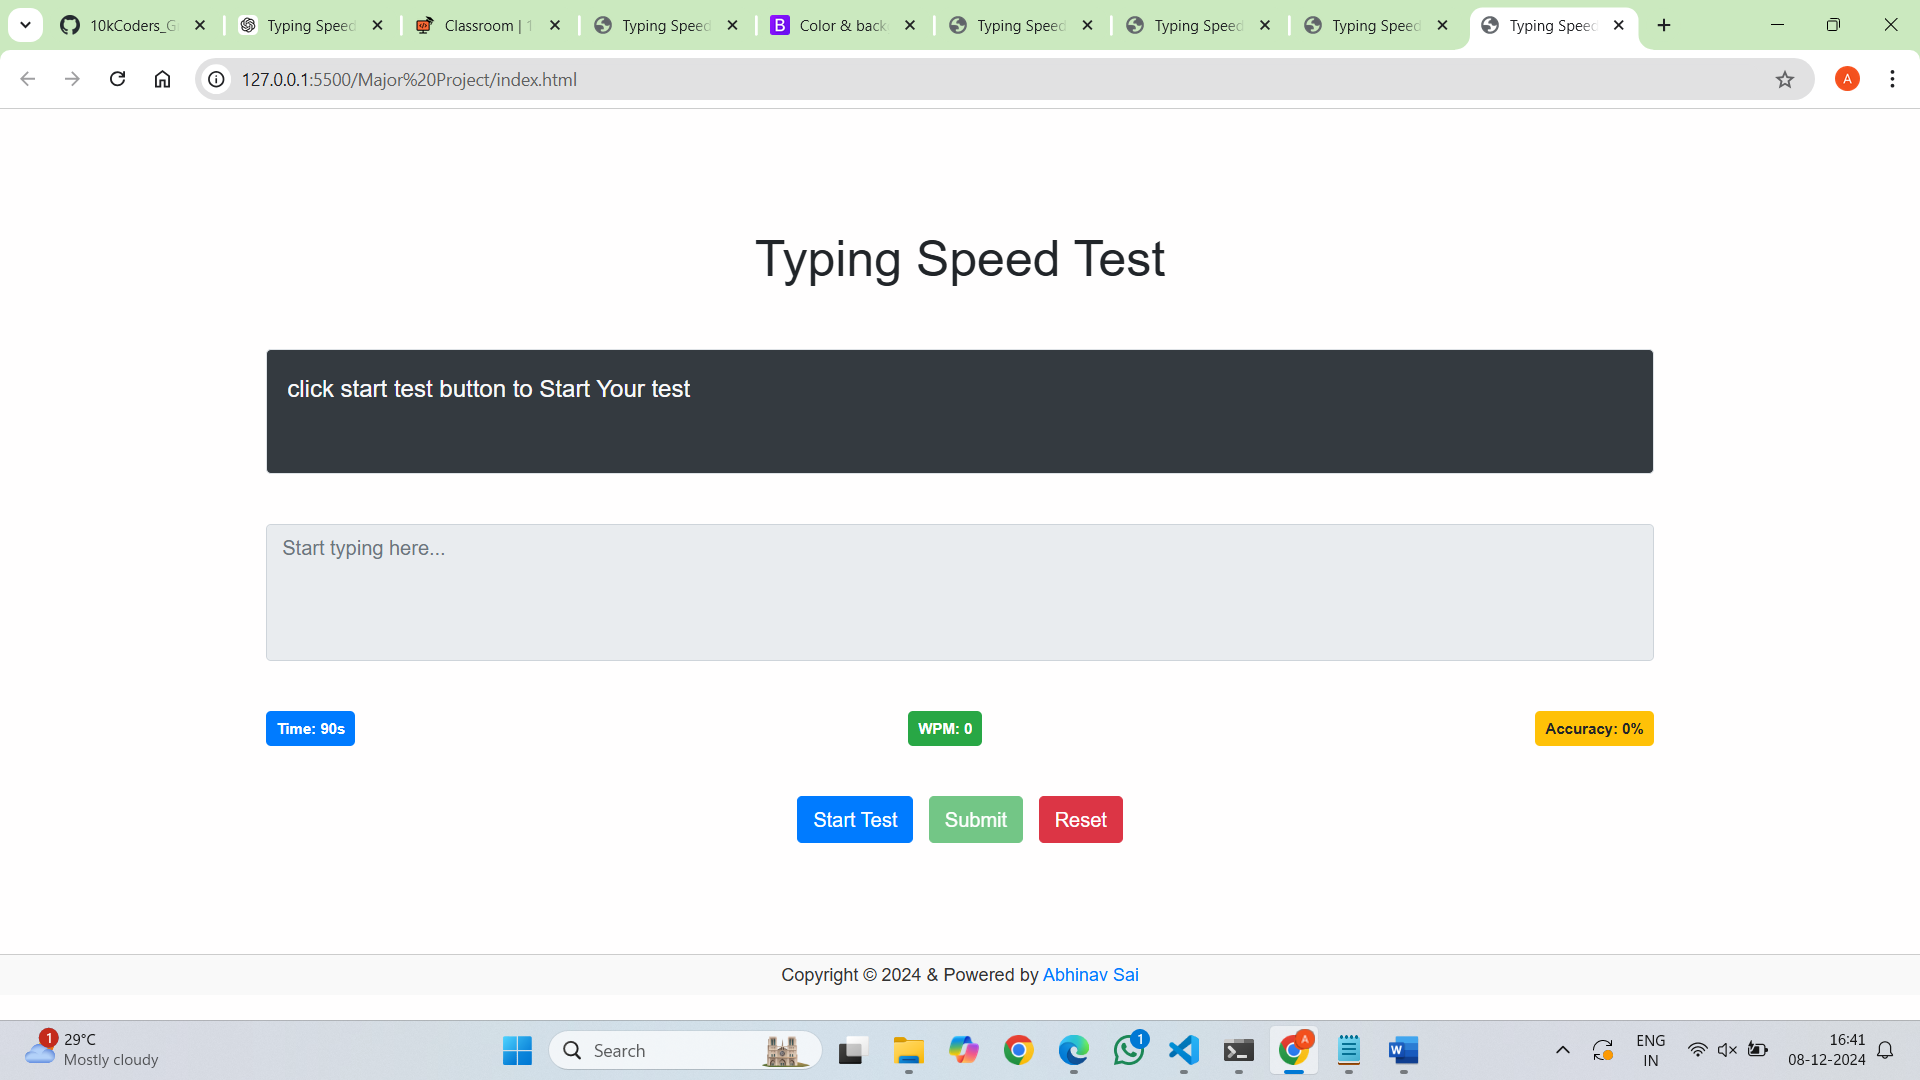 10kCoders_G
Typing Speed
Classroom | 1
Typing Speed
Color & back
Typing Speed
Typing Speed
Typing Speed
Typing Speed
127.0.0.1:5500/Major%20Project/index.html
A
Typing Speed Test
click start test button to Start Your test
Start typing here...
Time: 90s
WPM: 0
Accuracy: 0%
Start Test
Submit
Reset
Copyright © 2024 & Powered by Abhinav Sai
1
29°C
Mostly cloudy
Search
1
A
ENG
IN
16:41
08-12-2024